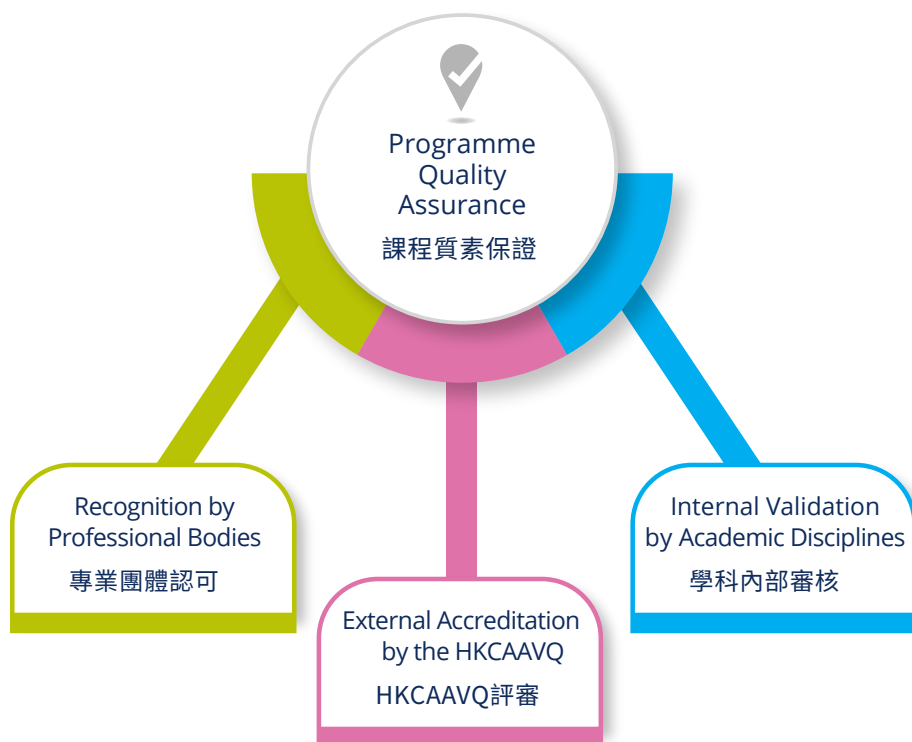 Programme
Quality
Assurance
課程質素保證
Recognition by
Professional Bodies
專業團體認可
External Accreditation
by the HKCAAVQ
HKCAAVQ評審
Internal Validation
by Academic Disciplines
學科內部審核